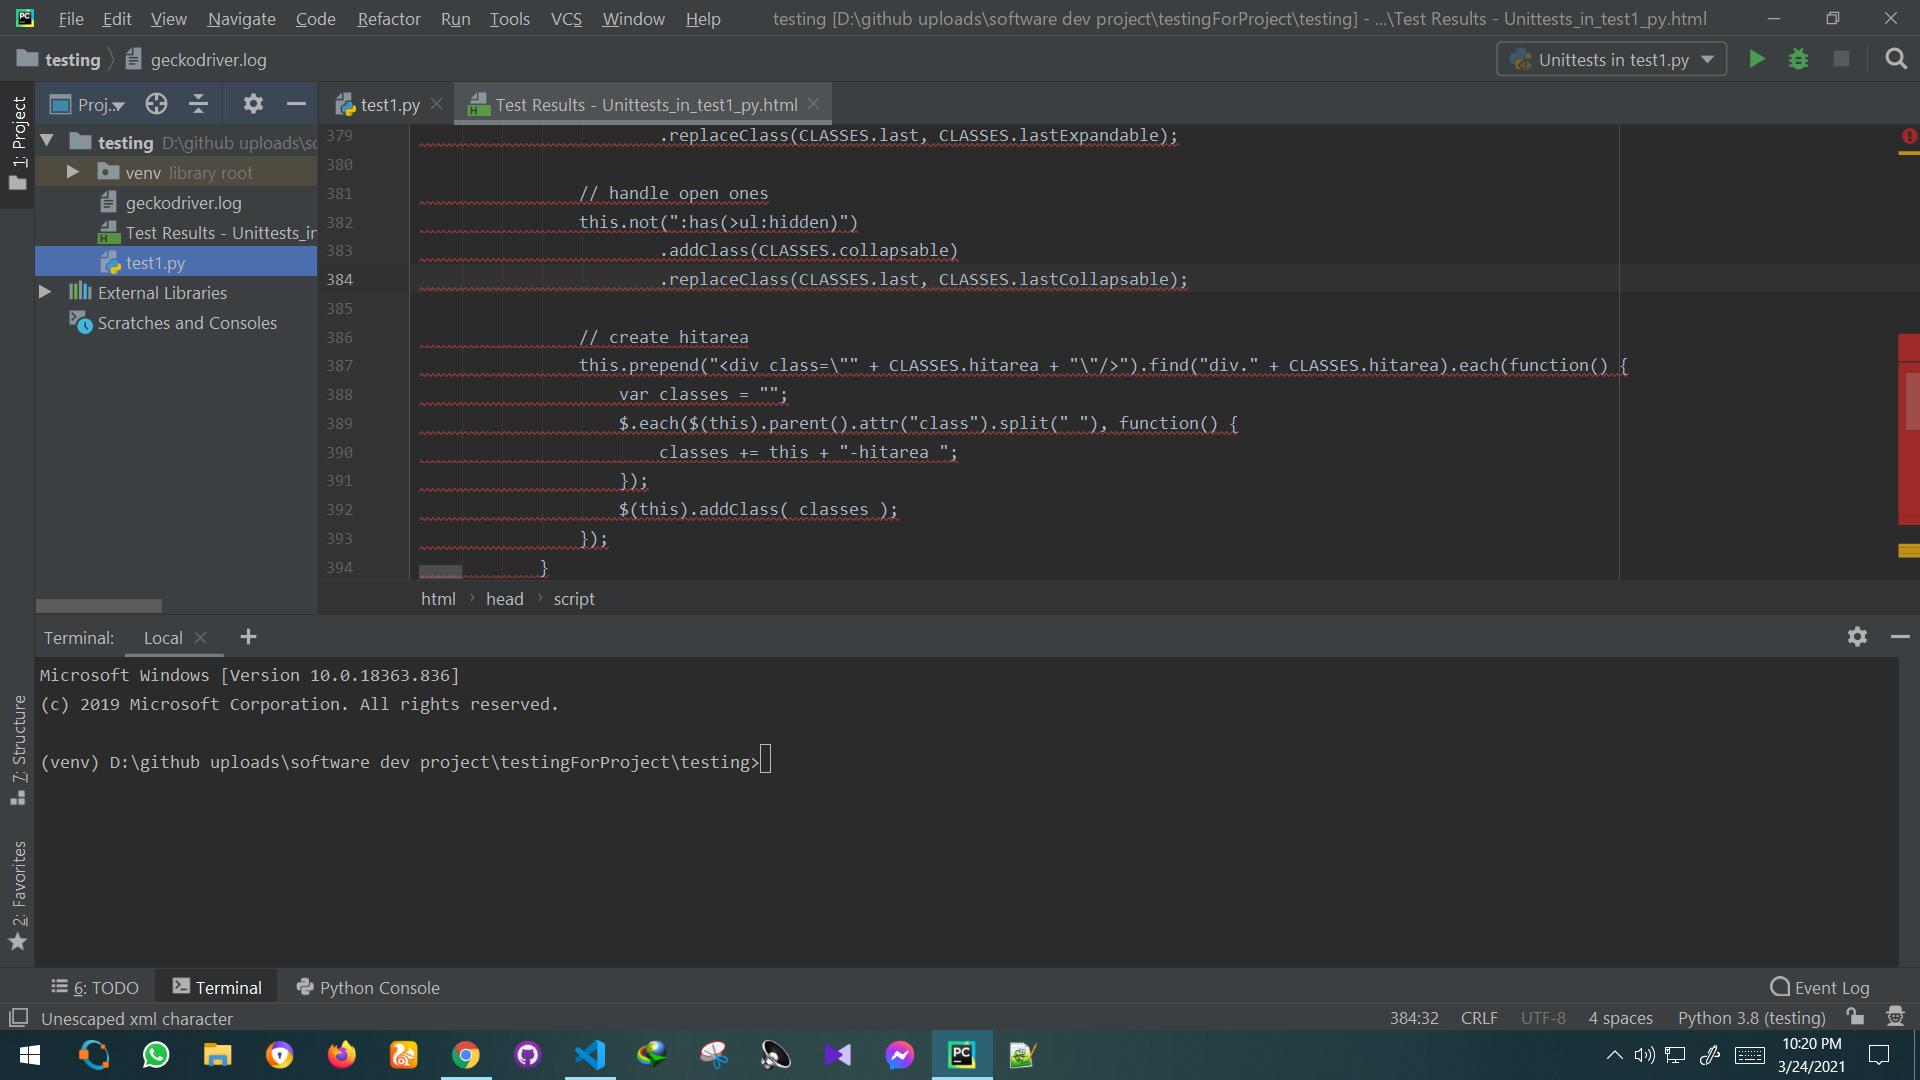 File Edit View Navigate Code Refactor Run Tools VCS Window Help testing [D:\github uploads\software dev project\testingForProject\testing] - ...\Test Results - Unittests_in_test1_py.html
testing geckodriver.log Unittests in test1.py
1: Project
Proj.. test1.py Test Results - Unittests_in_test1_py.html
testing D:\github uploads\so
venv library root
geckodriver.log
Test Results - Unittests_in
test1.py
External Libraries
Scratches and Consoles
379 .replaceClass(CLASSES.last, CLASSES.lastExpandable);
380
381 // handle open ones
382 this.not(":has(>ul:hidden)")
383 .addClass(CLASSES.collapsable)
384 .replaceClass(CLASSES.last, CLASSES.lastCollapsable);
385
386 // create hitarea
387 this.prepend("<div class=\"" + CLASSES.hitarea + "\"/>").find("div." + CLASSES.hitarea).each(function() {
388 var classes = "";
389 $.each($(this).parent().attr("class").split(" "), function() {
390 classes += this + "-hitarea ";
391 });
392 $(this).addClass( classes );
393 });
394 }
html head script
Terminal: Local +
Microsoft Windows [Version 10.0.18363.836]
(c) 2019 Microsoft Corporation. All rights reserved.
(venv) D:\github uploads\software dev project\testingForProject\testing>
7: Structure
2: Favorites
6: TODO Terminal Python Console Event Log
Unescaped xml character 384:32 CRLF UTF-8 4 spaces Python 3.8 (testing)
10:20 PM
3/24/2021